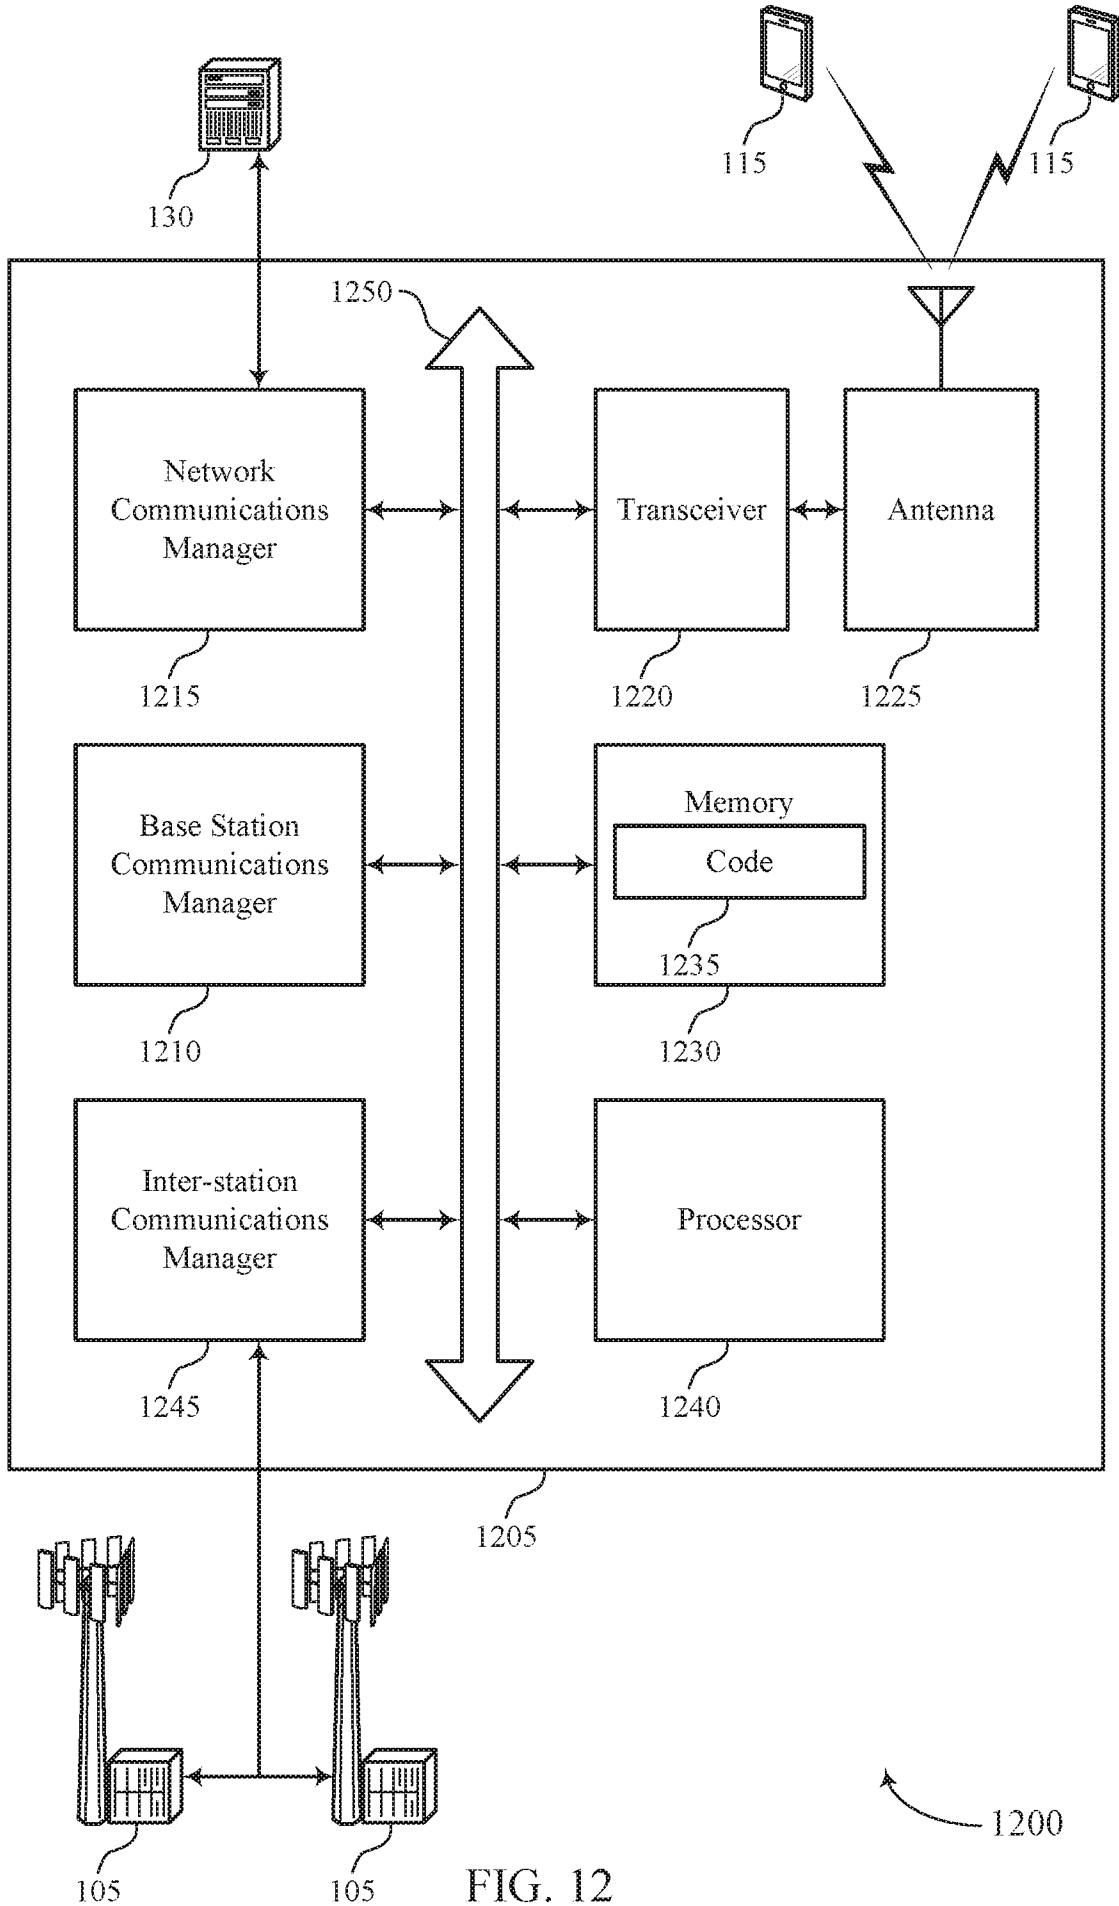 115
115
130
1250
Network
Communications
Manager
Transceiver
Antenna
1215
1220
1225
Base Station
Communications
Manager
Memory
Code
1235
1210
1230
Inter-station
Communications
Manager
Processor
1245
1240
1205
1200
105
105
FIG. 12